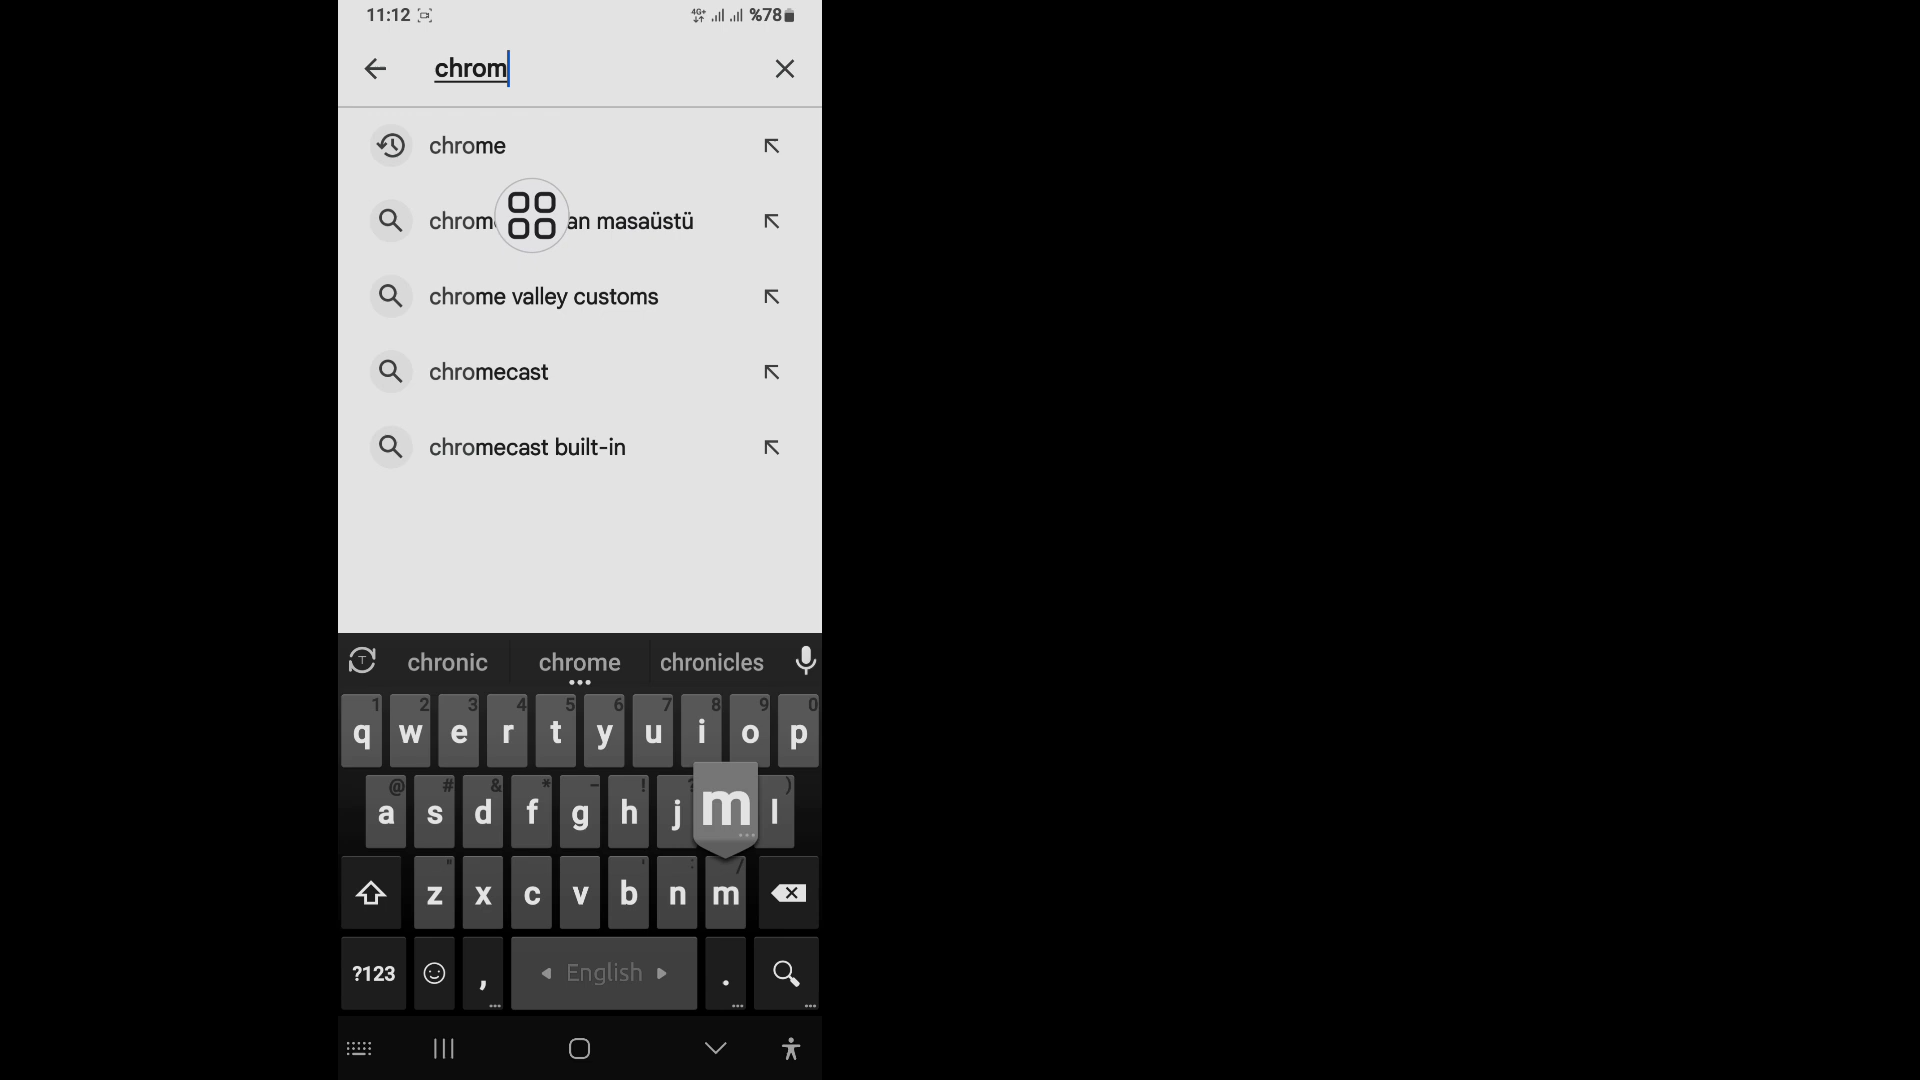 11:12 4G+ %78
chrom
chrome
chrom an masaüstü
chrome valley customs
chromecast
chromecast built-in
T chronic chrome chronicles
1 2 3 4 5 6 7 8 9 0
q w e r t y u i o p
@ # & * - ! ? )
a s d f g h j m l
" ' : /
z x c v b n m
?123 , English .